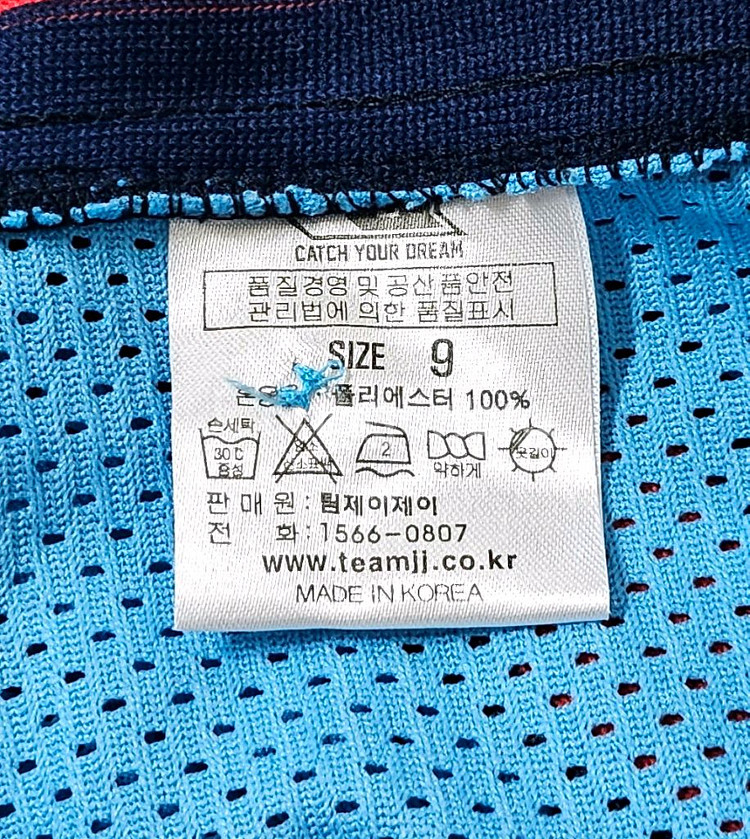 CATCH YOUR DREAM
품질경영 및 공산품안전
관리법에 의한 품질표시
SIZE 9
폴리에스터 100%
손세탁 30℃ 중성 2 약하게 옷걸이
판 매 원 : 팀제이제이
전 화 : 1566-0807
www.teamjj.co.kr
MADE IN KOREA